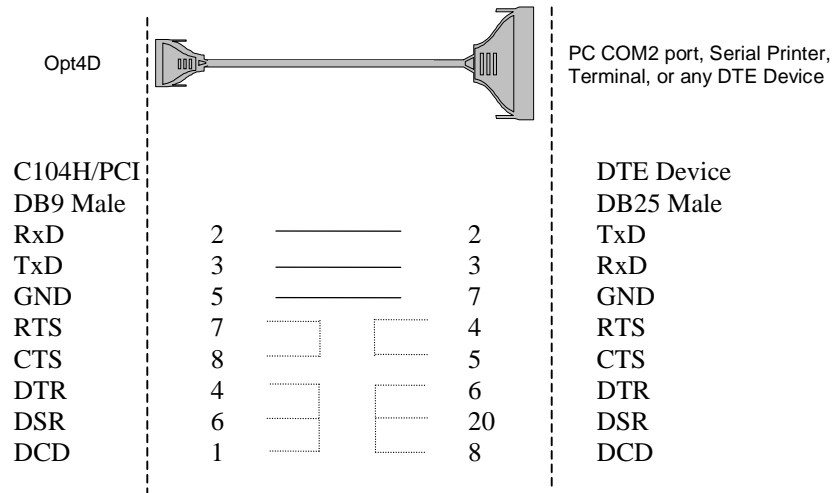 Opt4D
PC COM2 port, Serial Printer,
Terminal, or any DTE Device
C104H/PCI DTE Device
DB9 Male DB25 Male
RxD 2 2 TxD
TxD 3 3 RxD
GND 5 7 GND
RTS 7 4 RTS
CTS 8 5 CTS
DTR 4 6 DTR
DSR 6 20 DSR
DCD 1 8 DCD